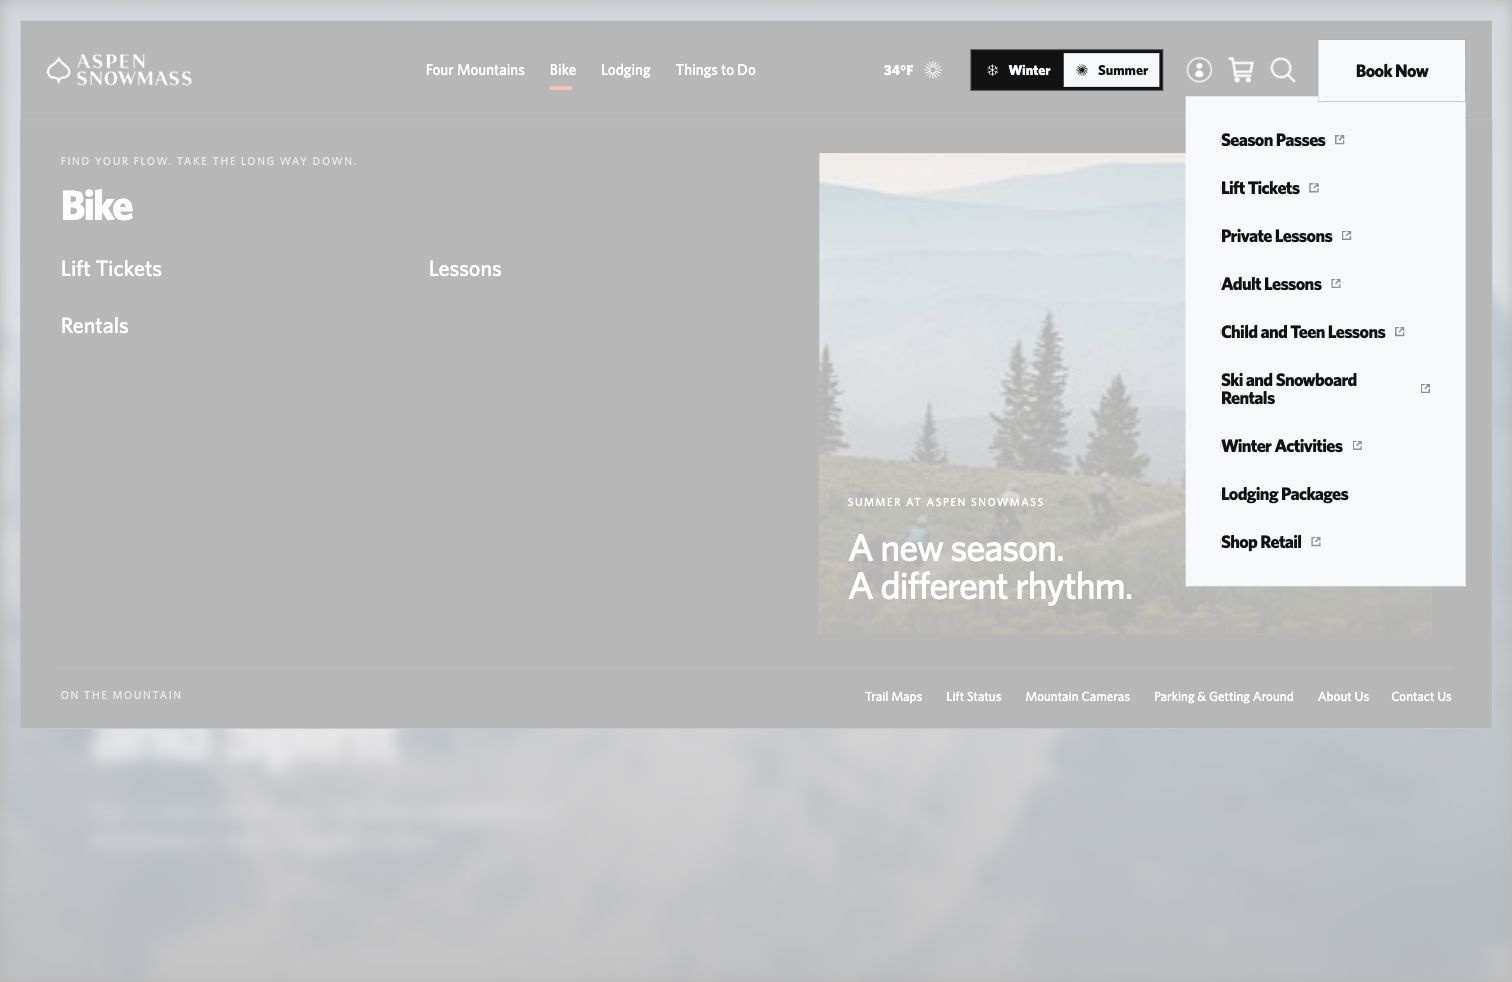 ASPEN
SNOWMASS
Four Mountains
Bike
Lodging
Things to Do
34°F
Winter
Summer
Book Now
FIND YOUR FLOW. TAKE THE LONG WAY DOWN.
Bike
Lift Tickets
Lessons
Rentals
SUMMER AT ASPEN SNOWMASS
A new season.
A different rhythm.
Season Passes
Lift Tickets
Private Lessons
Adult Lessons
Child and Teen Lessons
Ski and Snowboard
Rentals
Winter Activities
Lodging Packages
Shop Retail
ON THE MOUNTAIN
Trail Maps
Lift Status
Mountain Cameras
Parking & Getting Around
About Us
Contact Us
and Spirit